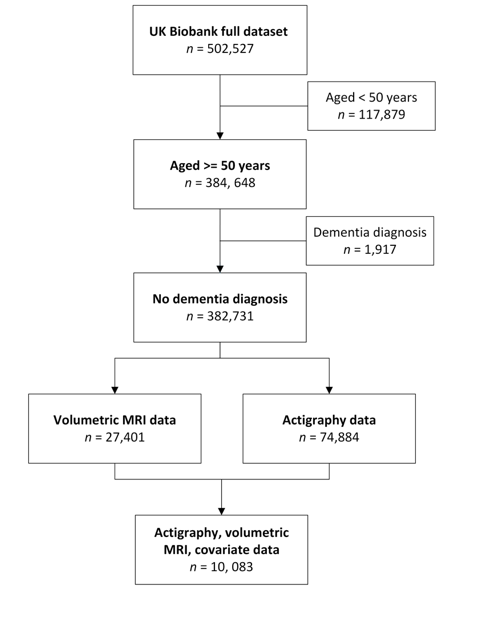 UK Biobank full dataset
n = 502,527
Aged < 50 years
n = 117,879
Aged >= 50 years
n = 384, 648
Dementia diagnosis
n = 1,917
No dementia diagnosis
n = 382,731
Volumetric MRI data
n = 27,401
Actigraphy data
n = 74,884
Actigraphy, volumetric
MRI, covariate data
n = 10, 083